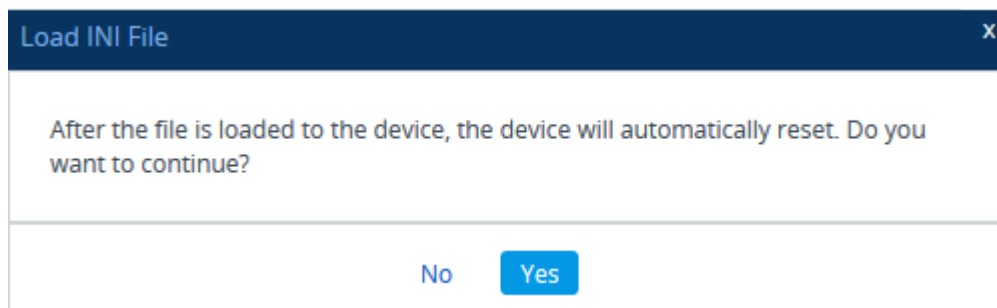 Load INI File
x
After the file is loaded to the device, the device will automatically reset. Do you
want to continue?
No
Yes